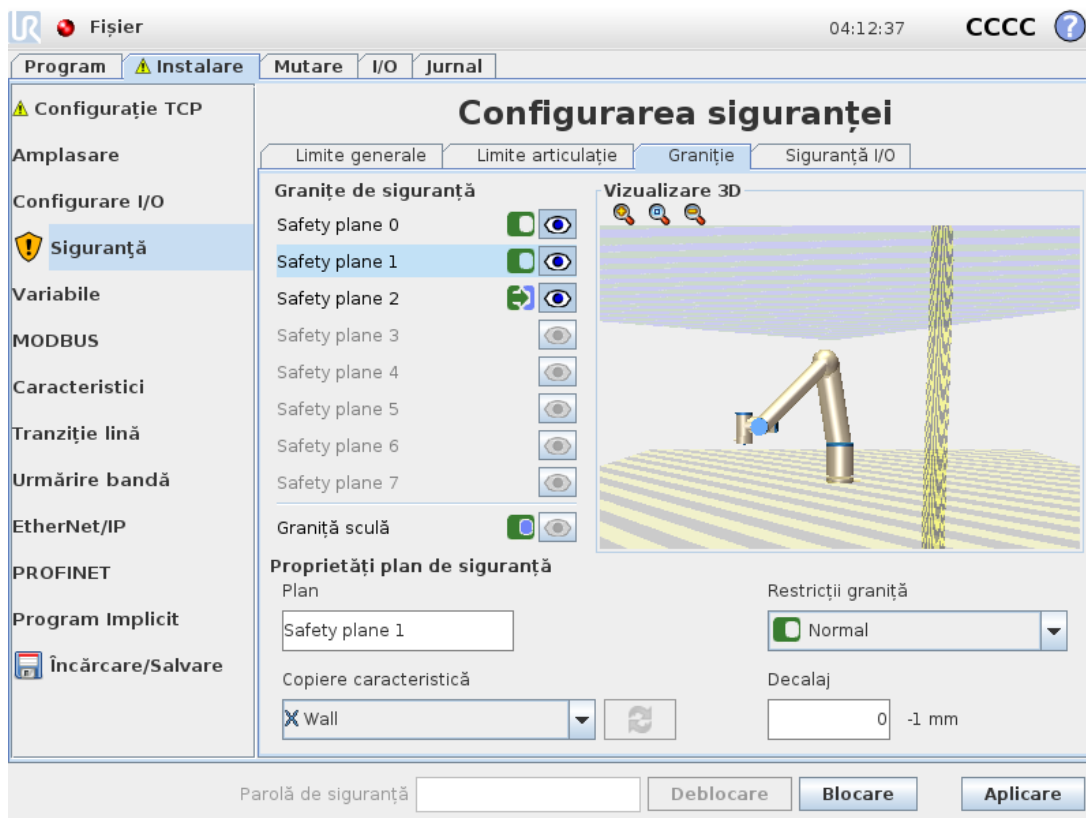 Fișier
04:12:37
CCCC
?
Program
Instalare
Mutare
I/O
Jurnal
Configurație TCP
Amplasare
Configurare I/O
Siguranță
Variabile
MODBUS
Caracteristici
Tranziție lină
Urmărire bandă
EtherNet/IP
PROFINET
Program Implicit
Încărcare/Salvare
Configurarea siguranței
Limite generale
Limite articulație
Graniție
Siguranță I/O
Granițe de siguranță
Safety plane 0
Safety plane 1
Safety plane 2
Safety plane 3
Safety plane 4
Safety plane 5
Safety plane 6
Safety plane 7
Graniță sculă
Vizualizare 3D
Proprietăți plan de siguranță
Plan
Safety plane 1
Restricții graniță
Normal
Copiere caracteristică
Wall
Decalaj
0 -1 mm
Parolă de siguranță
Deblocare
Blocare
Aplicare